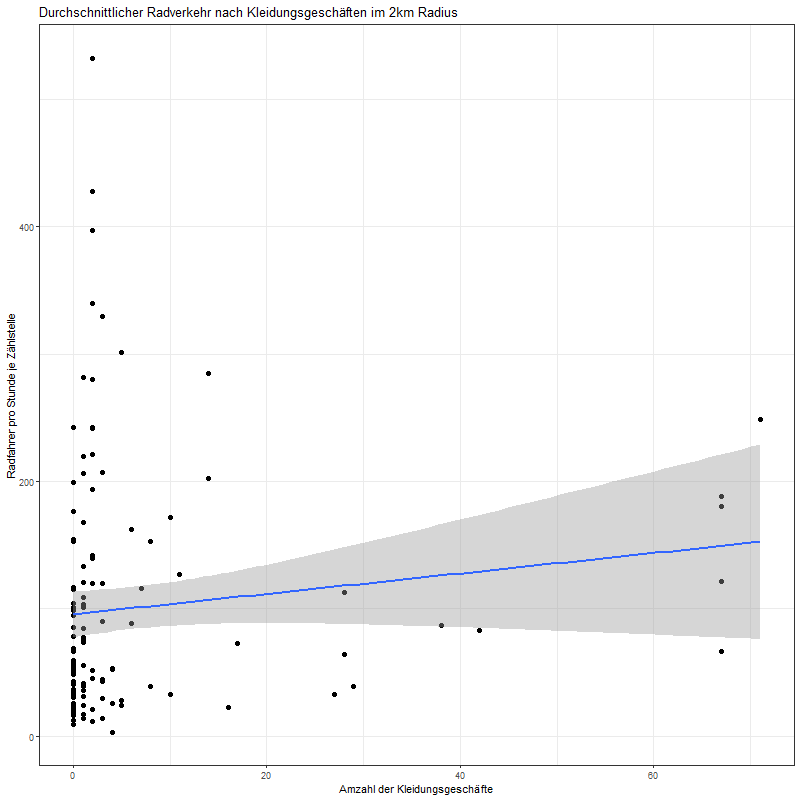 Durchschnittlicher Radverkehr nach Kleidungsgeschäften im 2km Radius
Radfahrer pro Stunde je Zählstelle
400
200
0
0 20 40 60
Amzahl der Kleidungsgeschäfte